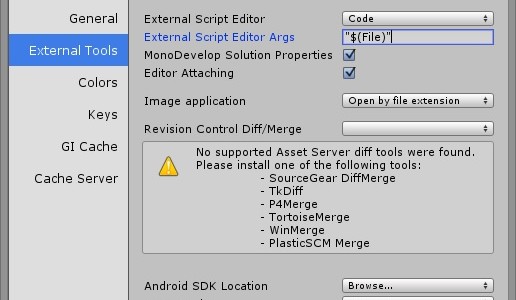 General
External Tools
Colors
Keys
GI Cache
Cache Server
External Script Editor
Code
External Script Editor Args
"$(File)"
MonoDevelop Solution Properties
Editor Attaching
Image application
Open by file extension
Revision Control Diff/Merge
No supported Asset Server diff tools were found.
Please install one of the following tools:
- SourceGear DiffMerge
- TkDiff
- P4Merge
- TortoiseMerge
- WinMerge
- PlasticSCM Merge
Android SDK Location
Browse...